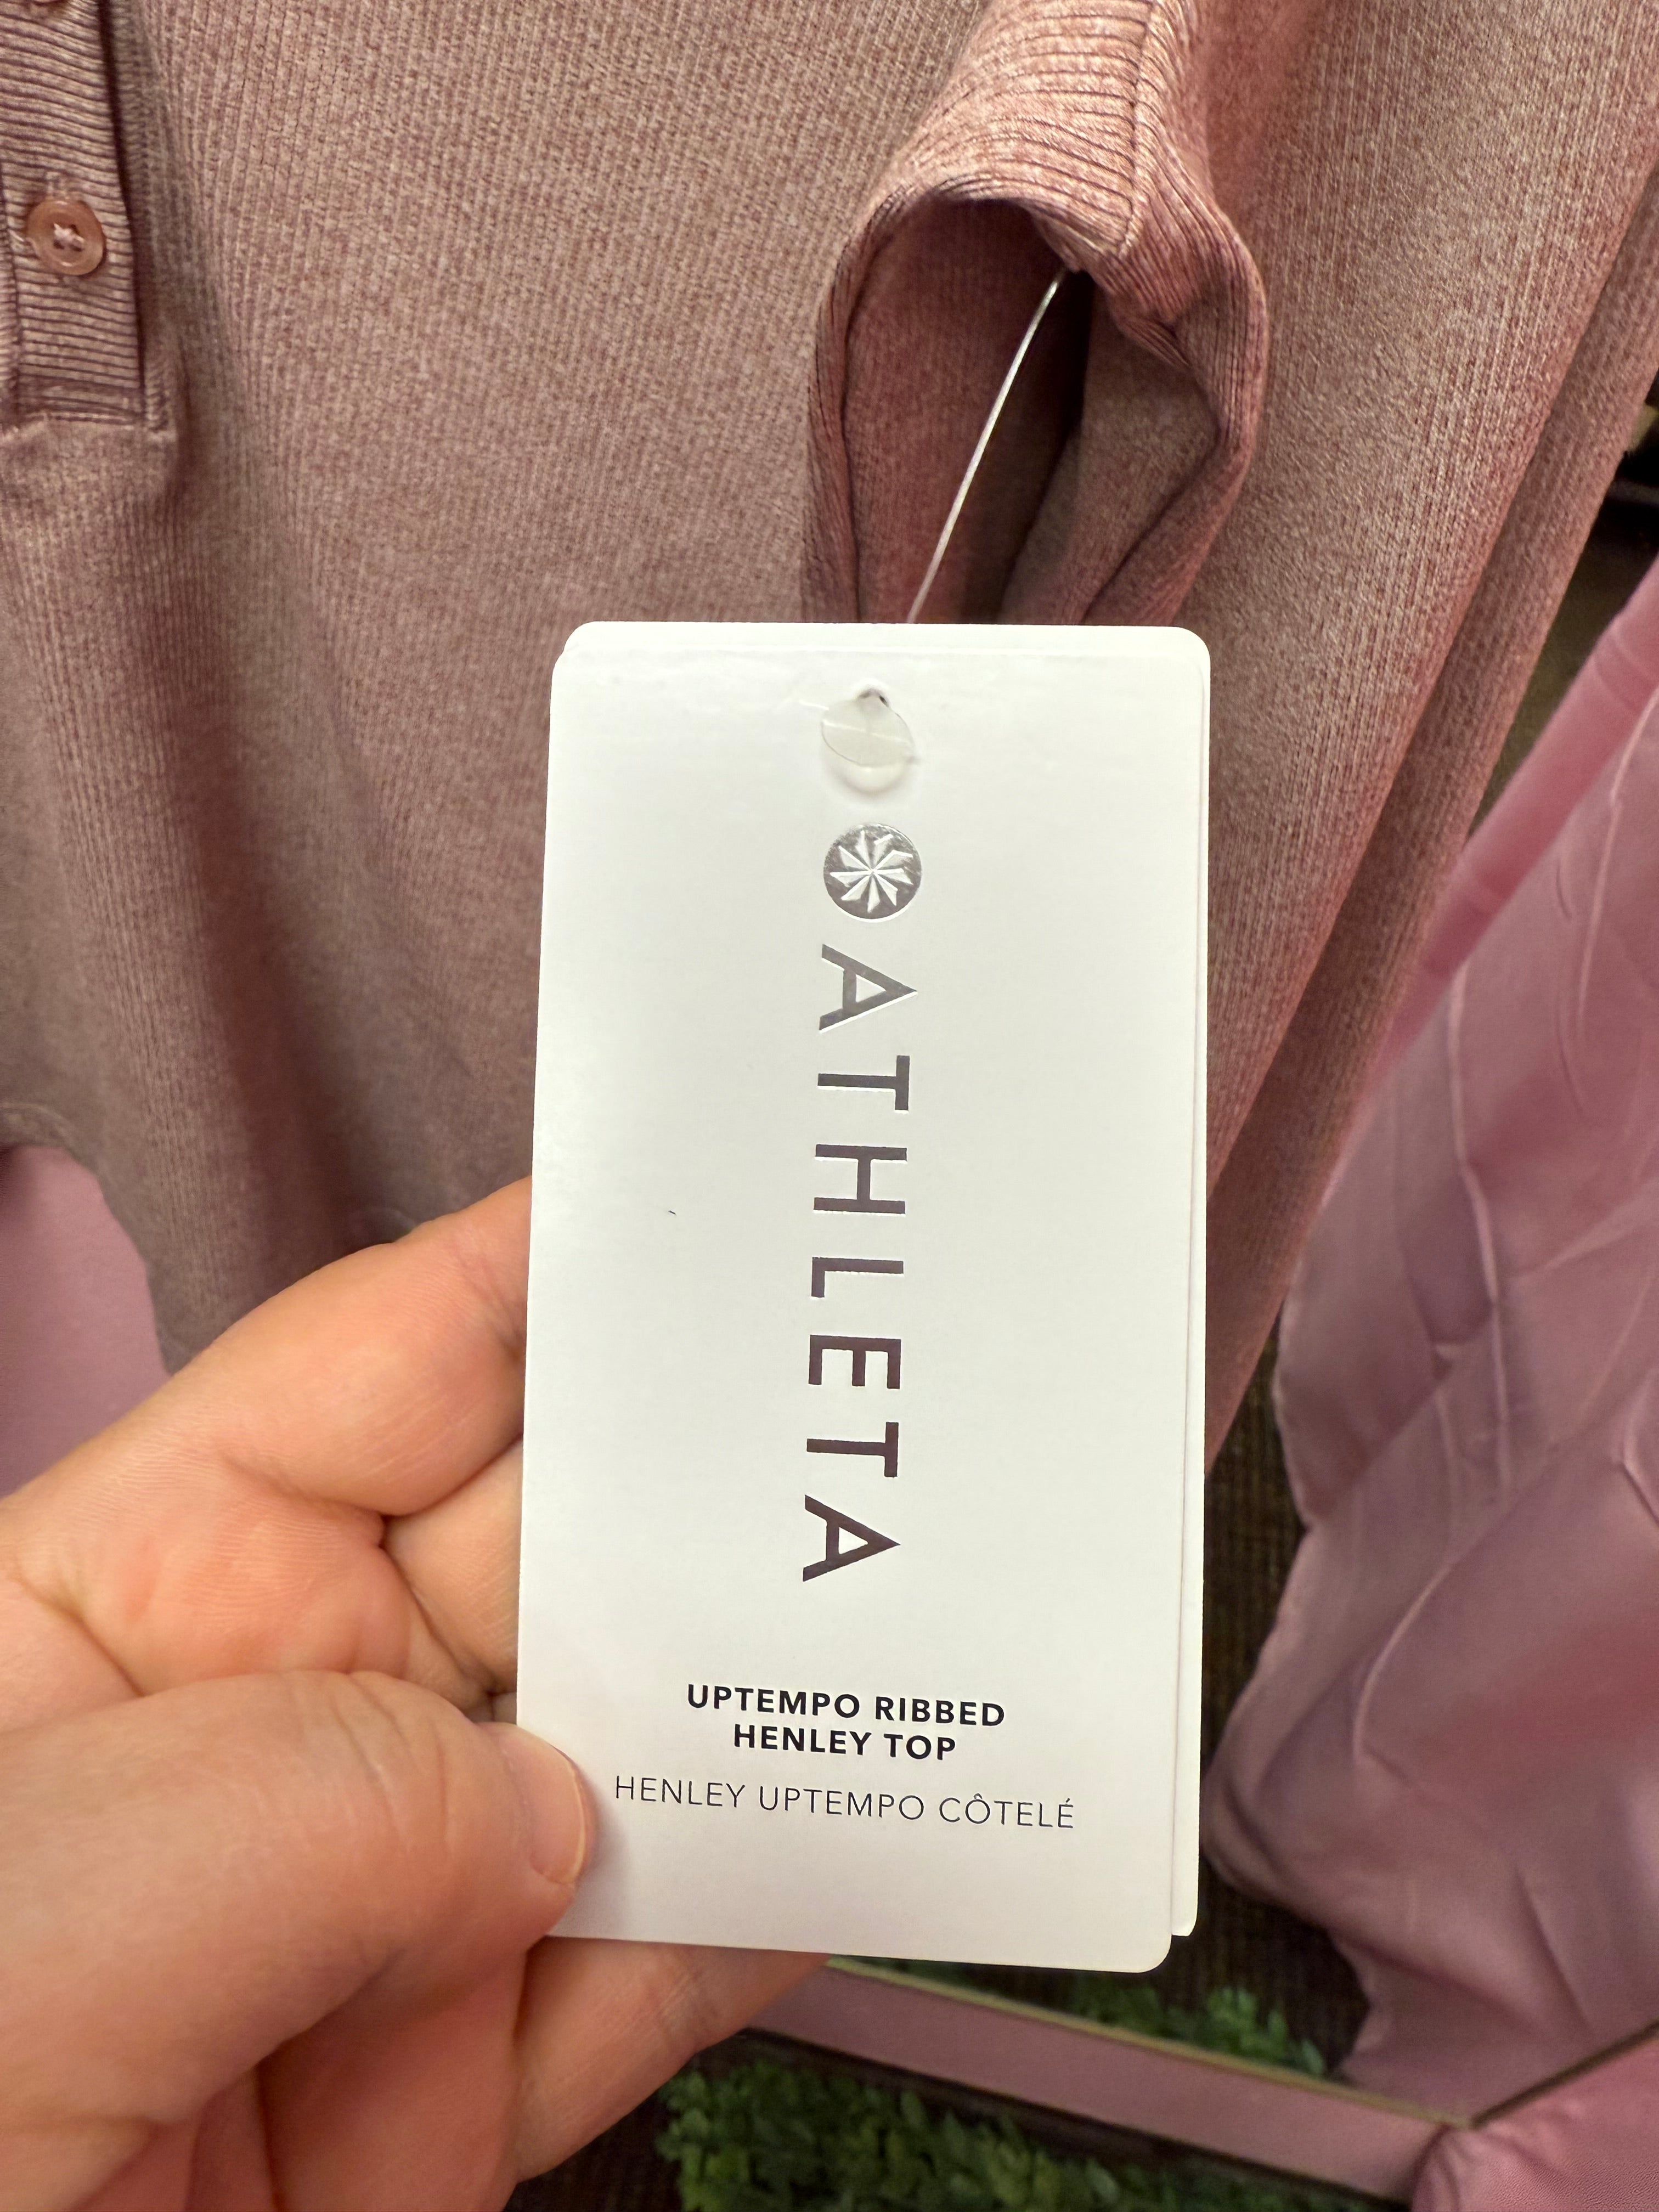 ATHLETA
UPTEMPO RIBBED
HENLEY TOP
HENLEY UPTEMPO CÔTELÉ